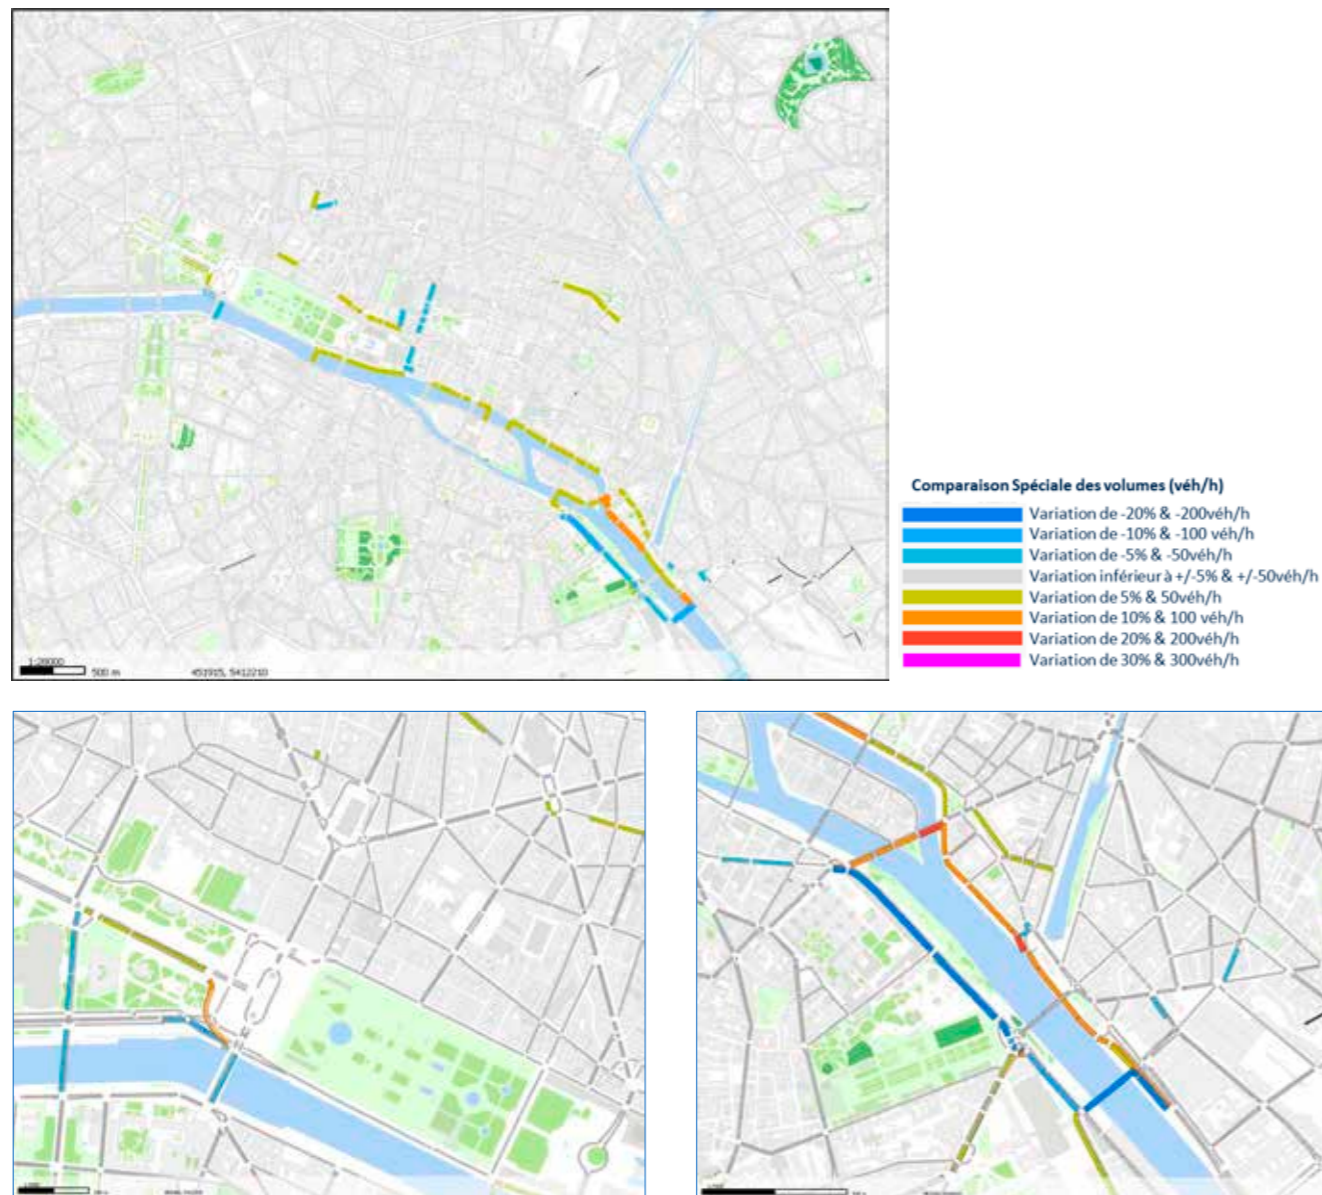 Comparaison Spéciale des volumes (véh/h)
Variation de -20% & -200véh/h
Variation de -10% & -100 véh/h
Variation de -5% & -50véh/h
Variation inférieur à +/-5% & +/-50véh/h
Variation de 5% & 50véh/h
Variation de 10% & 100 véh/h
Variation de 20% & 200véh/h
Variation de 30% & 300véh/h
500 m
451915, 5412210